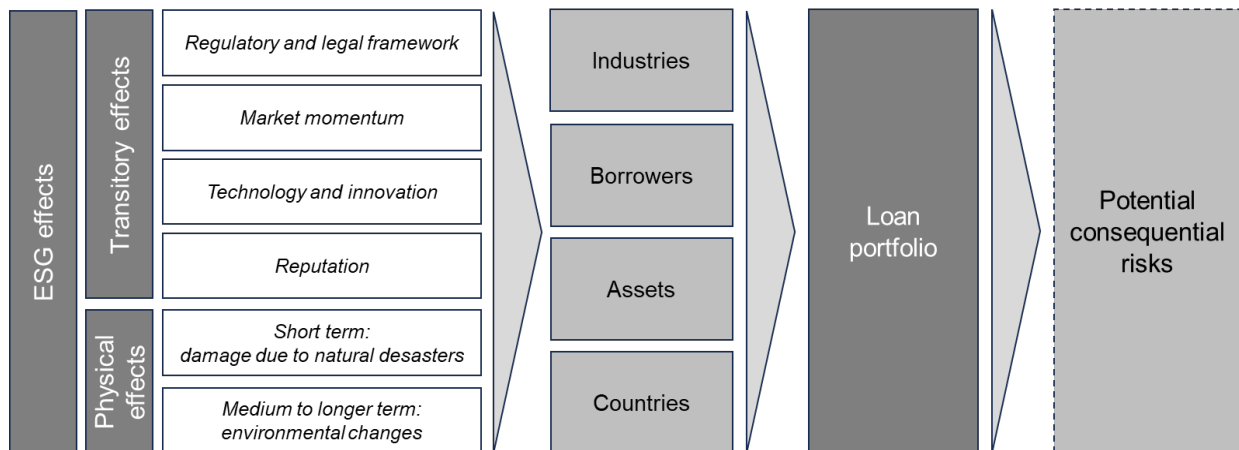 ESG effects
Transitory effects
Regulatory and legal framework
Market momentum
Technology and innovation
Reputation
Physical
effects
Short term:
damage due to natural desasters
Medium to longer term:
environmental changes
Industries
Borrowers
Assets
Countries
Loan
portfolio
Potential
consequential
risks